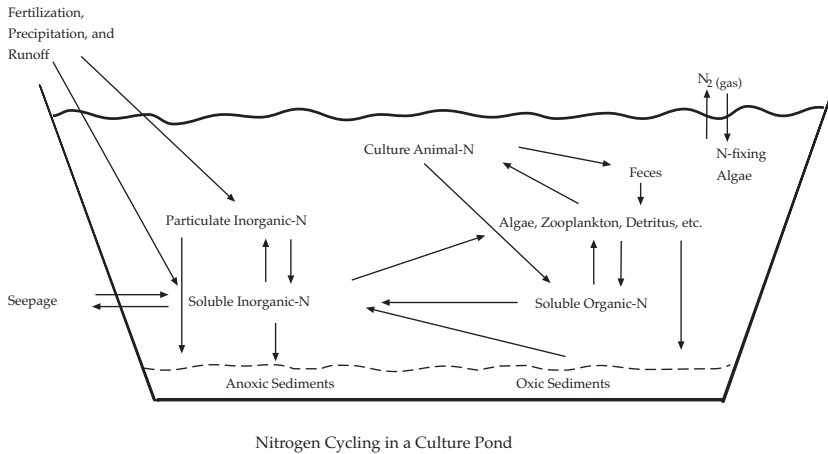 Fertilization,
Precipitation, and
Runoff
N2 (gas)
Culture Animal-N
N-fixing
Algae
Feces
Particulate Inorganic-N
Algae, Zooplankton, Detritus, etc.
Seepage
Soluble Inorganic-N
Soluble Organic-N
Anoxic Sediments
Oxic Sediments
Nitrogen Cycling in a Culture Pond